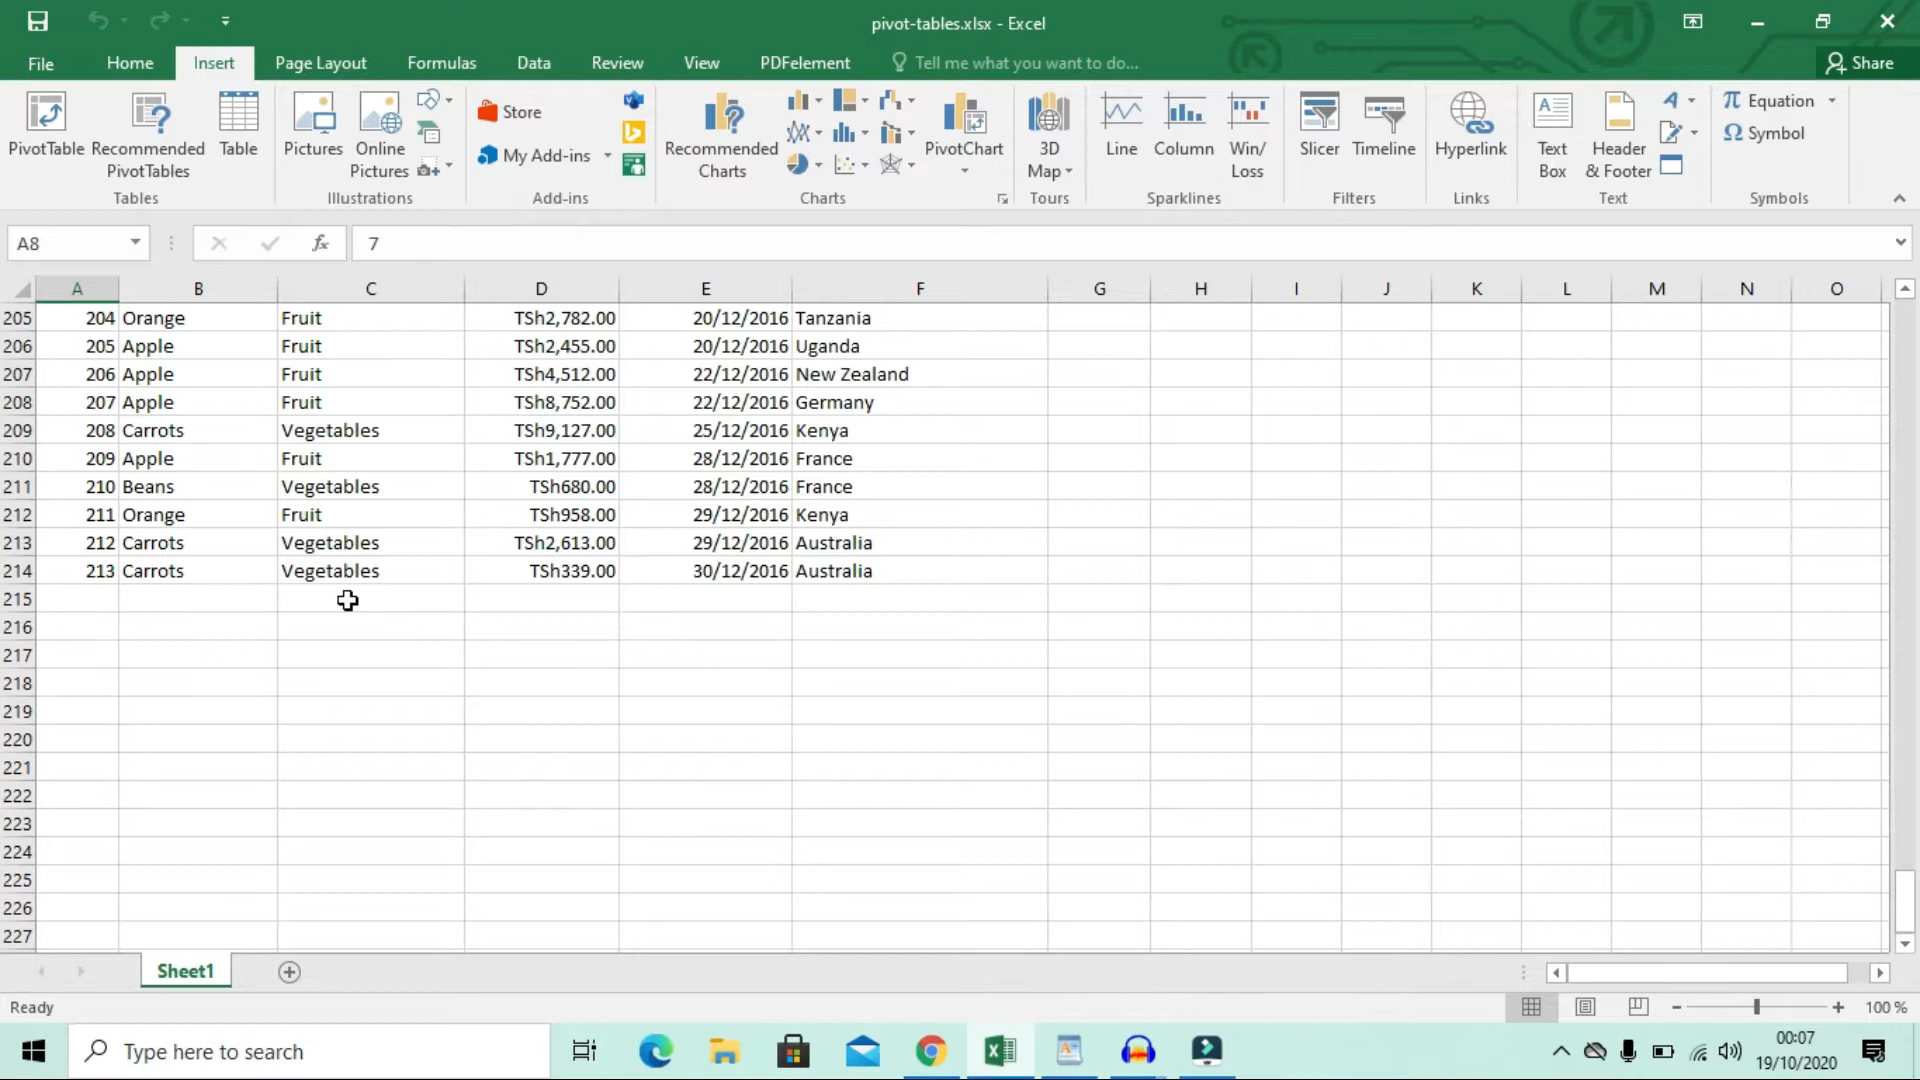 pivot-tables.xlsx - Excel
File Home Insert Page Layout Formulas Data Review View PDFelement Tell me what you want to do... Share
PivotTable Recommended PivotTables Table
Tables
Pictures Online Pictures
Illustrations
Store
My Add-ins
Add-ins
Recommended Charts PivotChart
Charts
3D Map
Tours
Line Column Win/ Loss
Sparklines
Slicer Timeline
Filters
Hyperlink
Links
Text Box Header & Footer
Text
Equation
Symbol
Symbols
A8 fx 7
A B C D E F G H I J K L M N O
205 204 Orange Fruit TSh2,782.00 20/12/2016 Tanzania
206 205 Apple Fruit TSh2,455.00 20/12/2016 Uganda
207 206 Apple Fruit TSh4,512.00 22/12/2016 New Zealand
208 207 Apple Fruit TSh8,752.00 22/12/2016 Germany
209 208 Carrots Vegetables TSh9,127.00 25/12/2016 Kenya
210 209 Apple Fruit TSh1,777.00 28/12/2016 France
211 210 Beans Vegetables TSh680.00 28/12/2016 France
212 211 Orange Fruit TSh958.00 29/12/2016 Kenya
213 212 Carrots Vegetables TSh2,613.00 29/12/2016 Australia
214 213 Carrots Vegetables TSh339.00 30/12/2016 Australia
215
216
217
218
219
220
221
222
223
224
225
226
227
Sheet1
Ready 100 %
Type here to search
00:07
19/10/2020